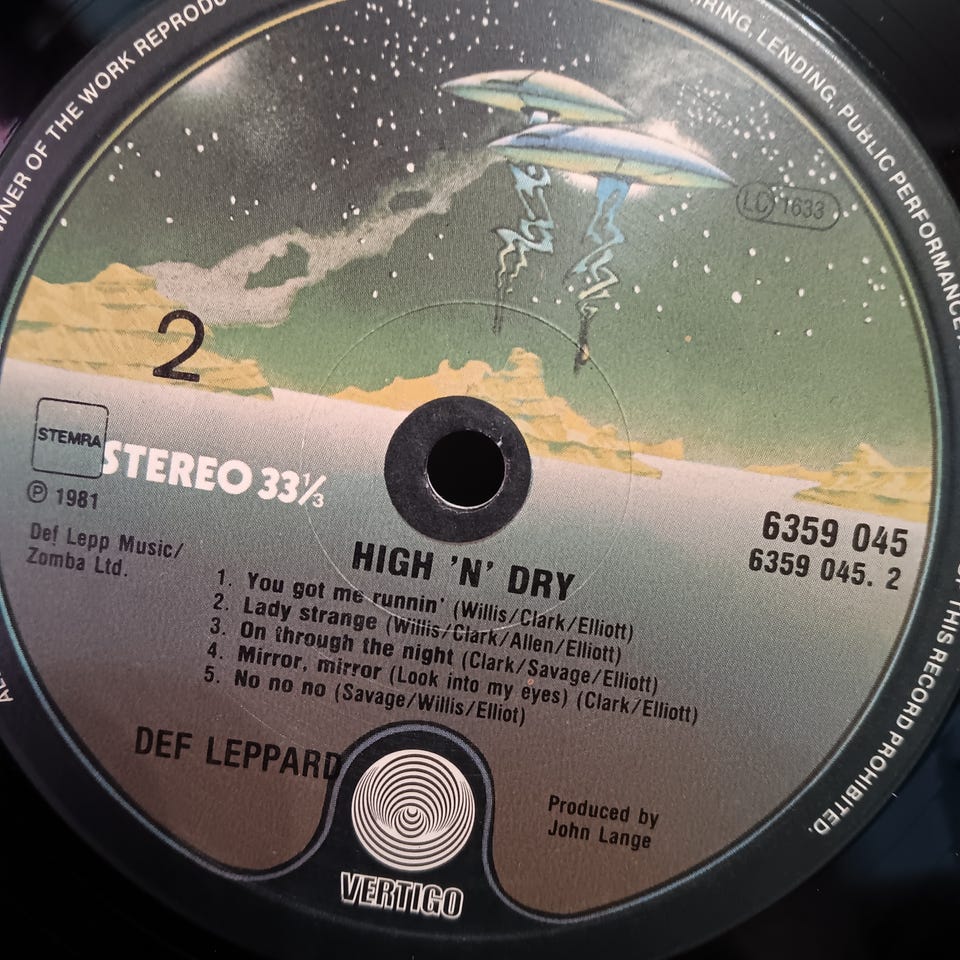 WNER OF THE WORK REPRODU
IRING, LENDING, PUBLIC PERFORMANCE
OF THIS RECORD PROHIBITED.
LC 1633
2
STEMRA
STEREO 33⅓
℗ 1981
Def Lepp Music/
Zomba Ltd.
6359 045
6359 045. 2
HIGH 'N' DRY
1. You got me runnin' (Willis/Clark/Elliott)
2. Lady strange (Willis/Clark/Allen/Elliott)
3. On through the night (Clark/Savage/Elliott)
4. Mirror, mirror (Look into my eyes) (Clark/Elliott)
5. No no no (Savage/Willis/Elliot)
DEF LEPPARD
Produced by
John Lange
VERTIGO